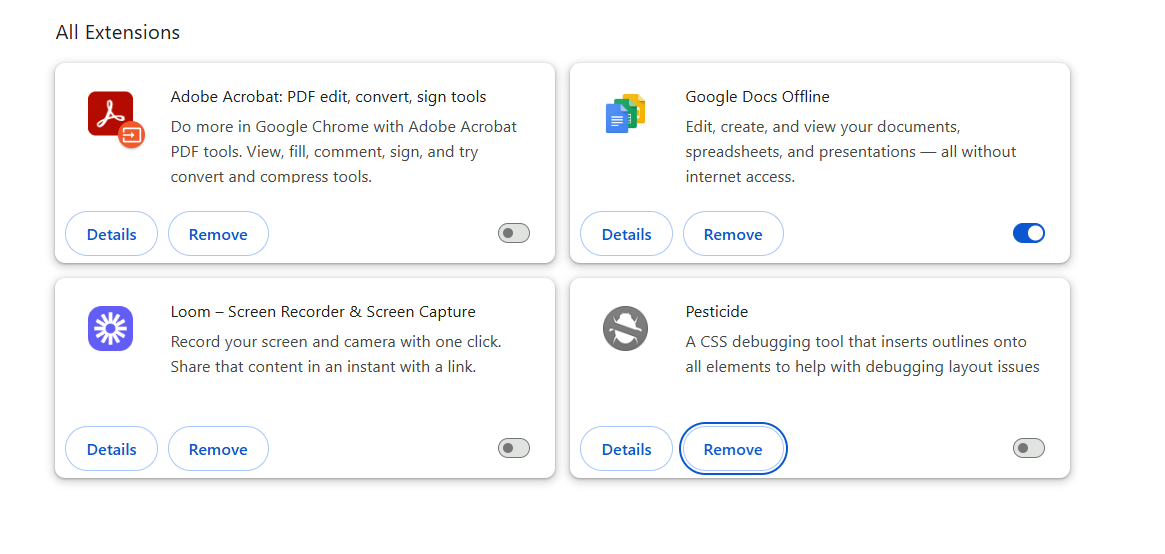 All Extensions
Adobe Acrobat: PDF edit, convert, sign tools
Do more in Google Chrome with Adobe Acrobat
PDF tools. View, fill, comment, sign, and try
convert and compress tools.
Details
Remove
Google Docs Offline
Edit, create, and view your documents,
spreadsheets, and presentations — all without
internet access.
Details
Remove
Loom – Screen Recorder & Screen Capture
Record your screen and camera with one click.
Share that content in an instant with a link.
Details
Remove
Pesticide
A CSS debugging tool that inserts outlines onto
all elements to help with debugging layout issues
Details
Remove